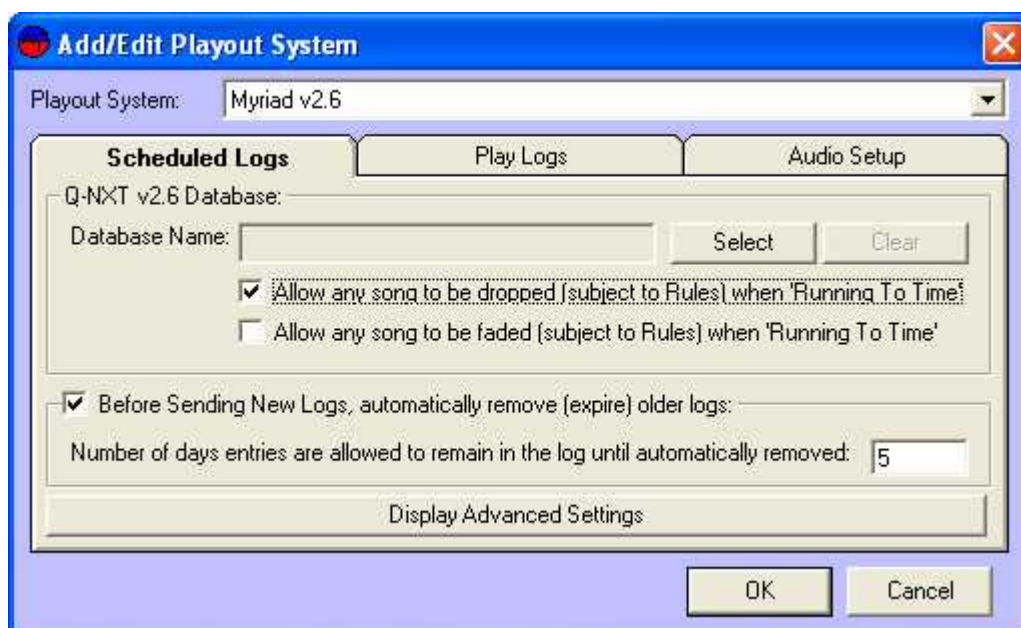 Add/Edit Playout System
Playout System: Myriad v2.6
Scheduled Logs Play Logs Audio Setup
Q-NXT v2.6 Database:
Database Name: Select Clear
Allow any song to be dropped (subject to Rules) when 'Running To Time'
Allow any song to be faded (subject to Rules) when 'Running To Time'
Before Sending New Logs, automatically remove (expire) older logs:
Number of days entries are allowed to remain in the log until automatically removed: 5
Display Advanced Settings
OK Cancel